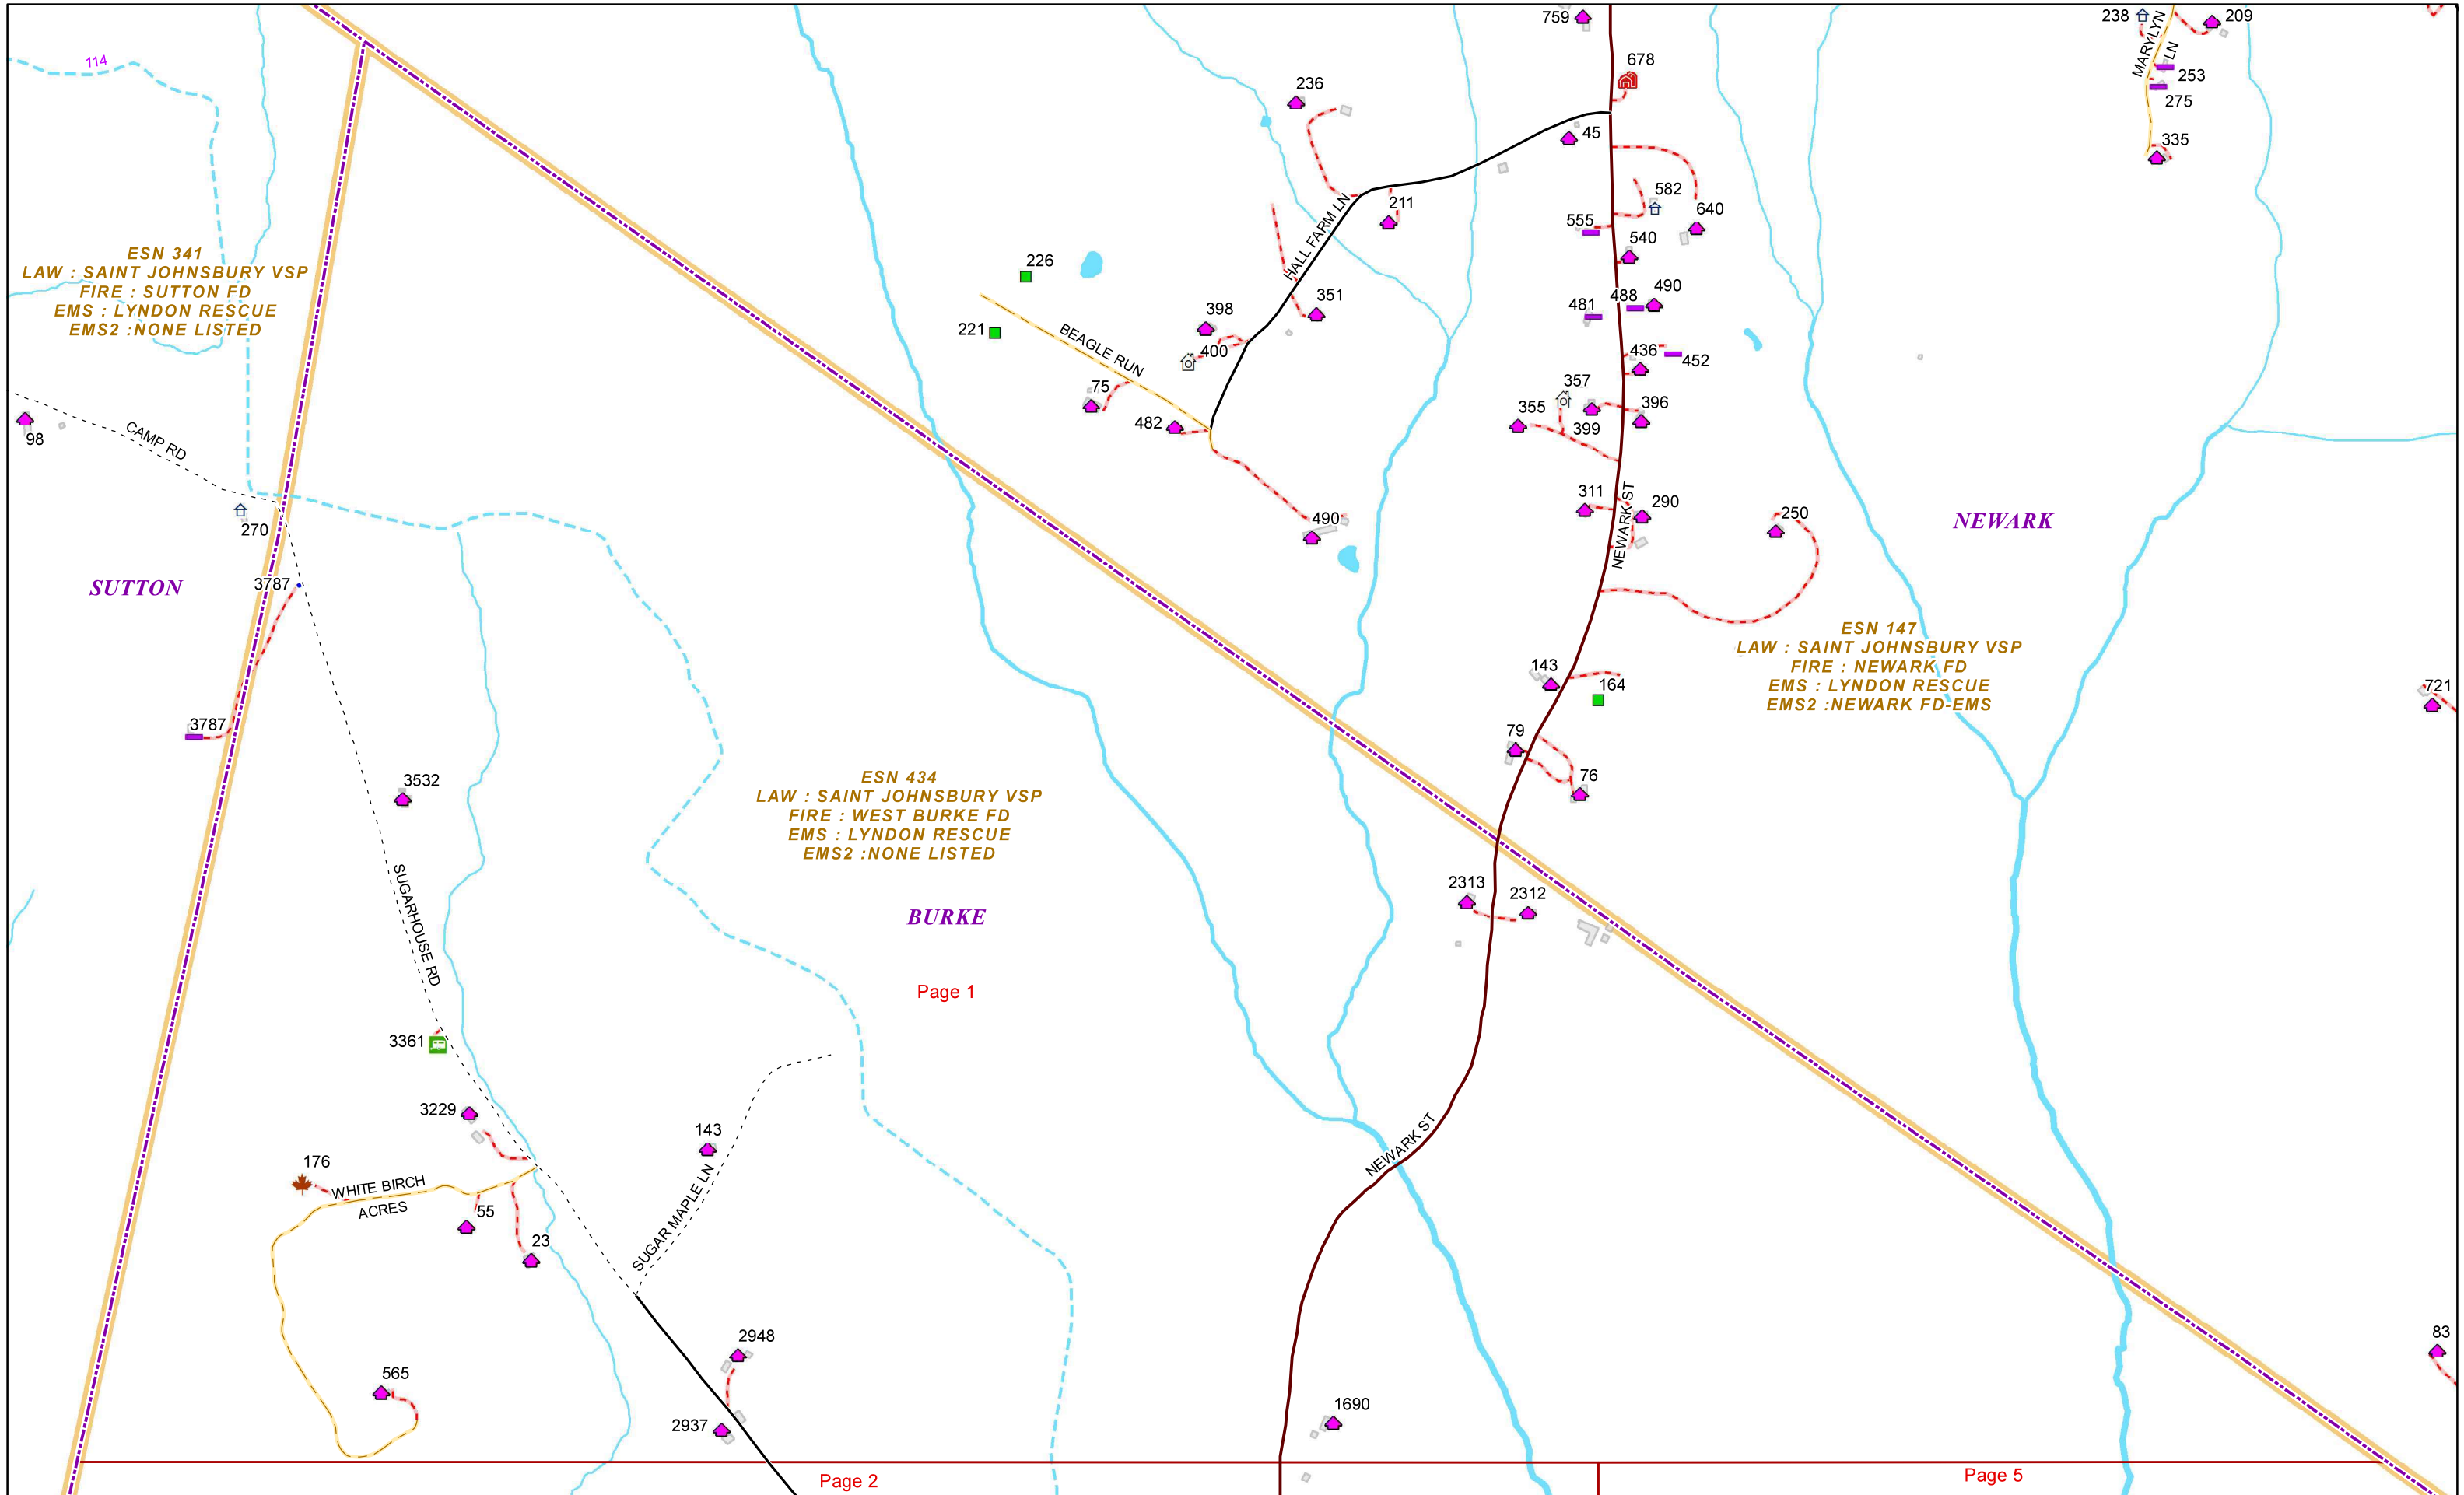 759
238
209
MARYLYN
LN
114
678
253
275
236
45
335
582
640
211
555
HALL FARM LN
540
ESN 341
LAW : SAINT JOHNSBURY VSP
FIRE : SUTTON FD
EMS : LYNDON RESCUE
EMS2 :NONE LISTED
226
351
481
488
490
221
398
BEAGLE RUN
400
436
452
75
357
355
396
399
482
98
CAMP RD
270
490
311
290
NEWARK ST
250
NEWARK
SUTTON
3787
ESN 147
LAW : SAINT JOHNSBURY VSP
FIRE : NEWARK FD
EMS : LYNDON RESCUE
EMS2 :NEWARK FD-EMS
143
164
721
3787
79
76
3532
ESN 434
LAW : SAINT JOHNSBURY VSP
FIRE : WEST BURKE FD
EMS : LYNDON RESCUE
EMS2 :NONE LISTED
2313
2312
SUGARHOUSE RD
BURKE
Page 1
3361
3229
143
NEWARK ST
176
WHITE BIRCH
ACRES
55
SUGAR MAPLE LN
23
2948
83
565
2937
1690
Page 2
Page 5